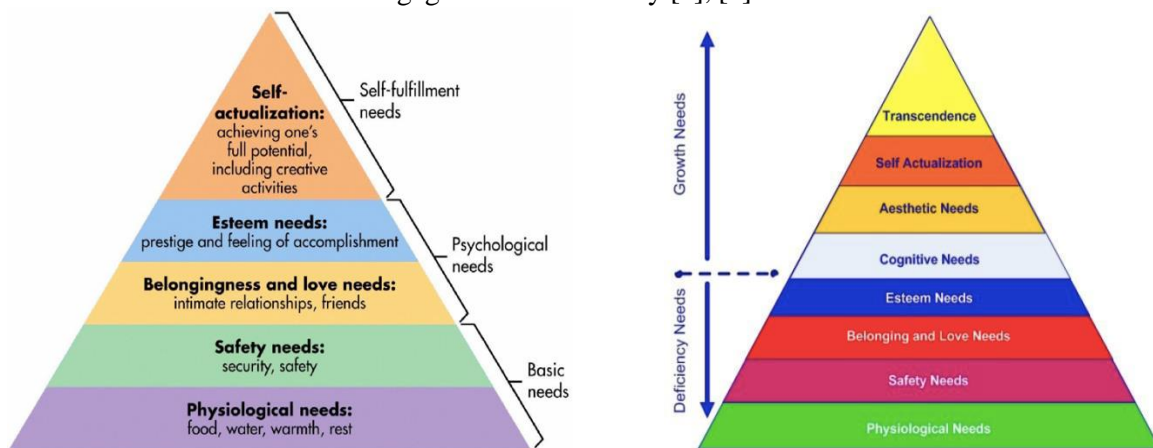 Self-
actualization:
achieving one's
full potential,
including creative
activities
Esteem needs:
prestige and feeling of accomplishment
Belongingness and love needs:
intimate relationships, friends
Safety needs:
security, safety
Physiological needs:
food, water, warmth, rest
Self-fulfillment
needs
Psychological
needs
Basic
needs
Growth Needs
Deficiency Needs
Transcendence
Self Actualization
Aesthetic Needs
Cognitive Needs
Esteem Needs
Belonging and Love Needs
Safety Needs
Physiological Needs